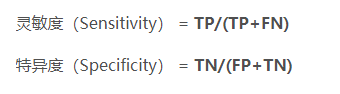 灵敏度（Sensitivity） = TP/(TP+FN)
特异度（Specificity） = TN/(FP+TN)